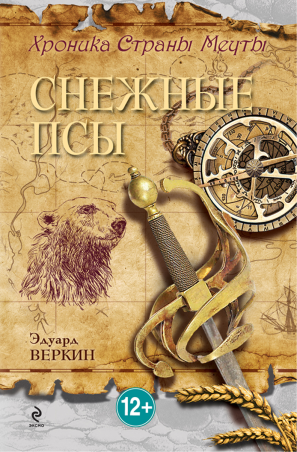 Хроника Страны Мечты
СНЕЖНЫЕ
ПСЫ
Эдуард
ВЕРКИН
12+
ЭКСМО